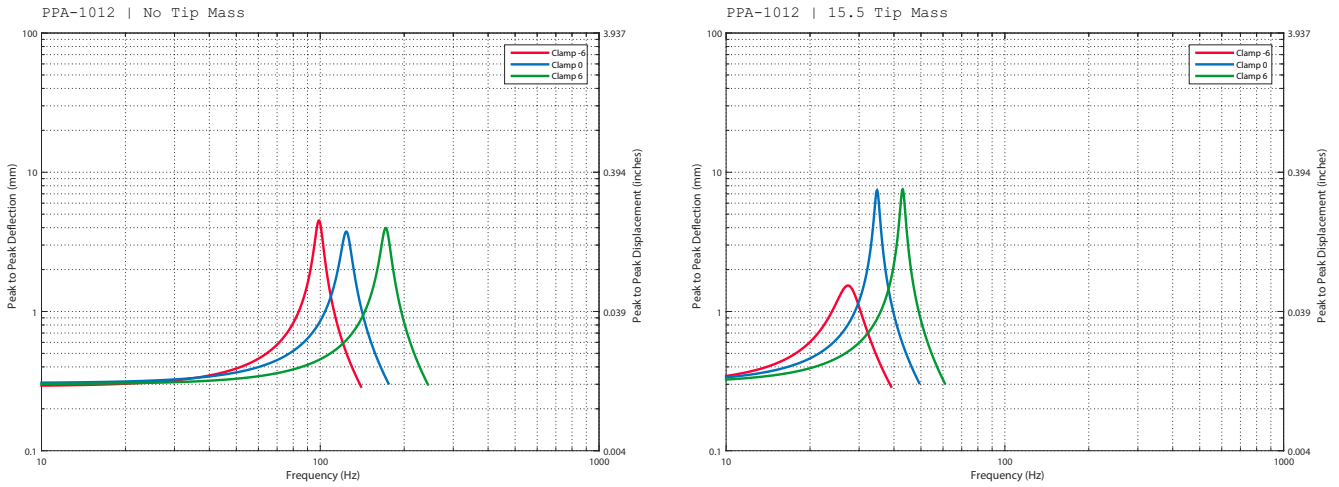 PPA-1012 | No Tip Mass
100
10
1
0.1
Peak to Peak Deflection (mm)
3.937
0.394
0.039
0.004
Peak to Peak Displacement (inches)
Clamp -6
Clamp 0
Clamp 6
10
100
1000
Frequency (Hz)
PPA-1012 | 15.5 Tip Mass
100
10
1
0.1
Peak to Peak Deflection (mm)
3.937
0.394
0.039
0.004
Peak to Peak Displacement (inches)
Clamp -6
Clamp 0
Clamp 6
10
100
1000
Frequency (Hz)